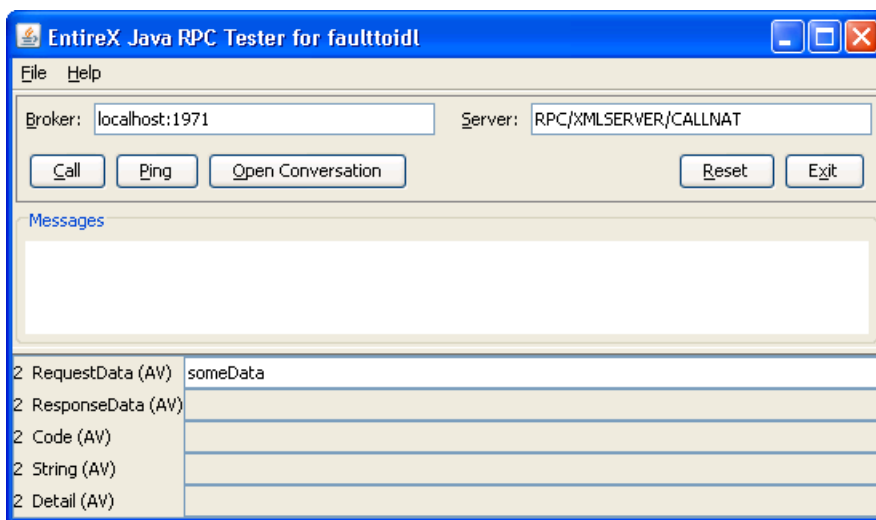 EntireX Java RPC Tester for faulttoidl
File Help
Broker: localhost:1971 Server: RPC/XMLSERVER/CALLNAT
Call Ping Open Conversation Reset Exit
Messages
2 RequestData (AV) someData
2 ResponseData (AV)
2 Code (AV)
2 String (AV)
2 Detail (AV)